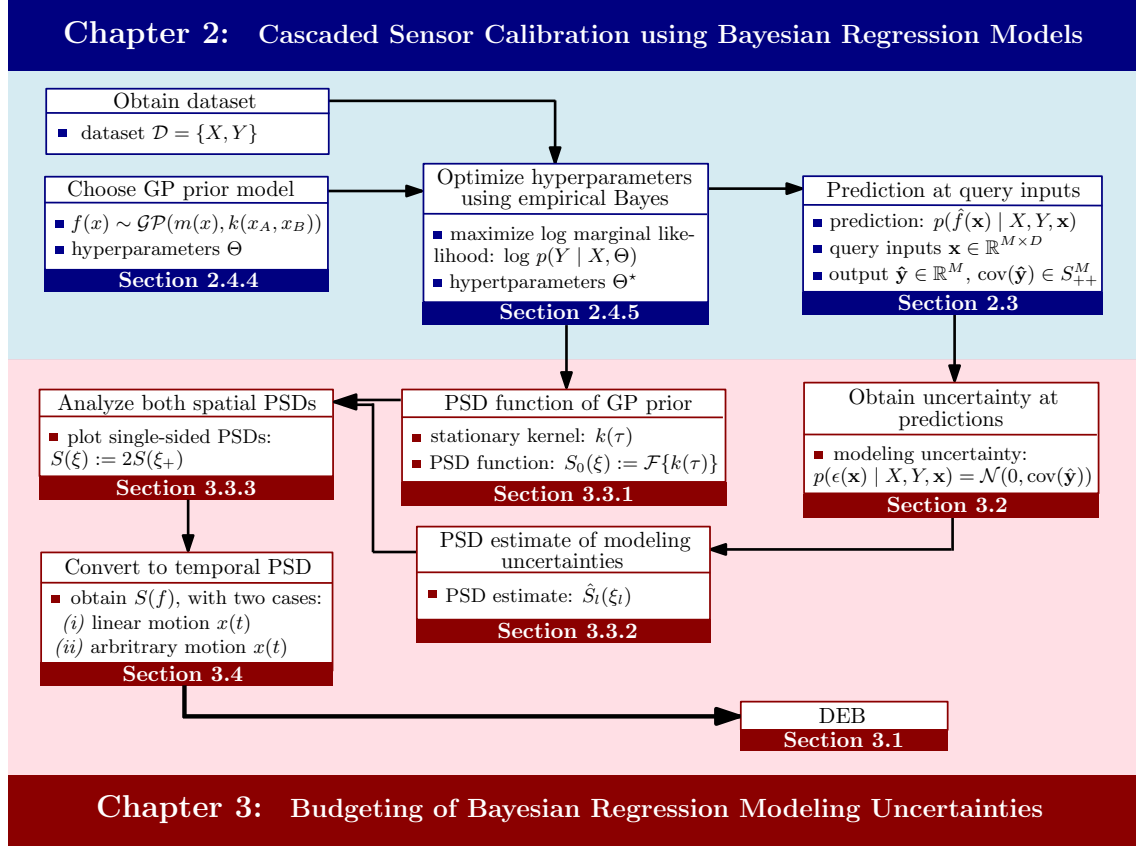 Chapter 2: Cascaded Sensor Calibration using Bayesian Regression Models
Obtain dataset
dataset 𝒟 = {X, Y}
Choose GP prior model
f(x) ∼ 𝒢𝒫(m(x), k(x_A, x_B))
hyperparameters Θ
Section 2.4.4
Optimize hyperparameters
using empirical Bayes
maximize log marginal like-
lihood: log p(Y | X, Θ)
hypertparameters Θ⋆
Section 2.4.5
Prediction at query inputs
prediction: p(f̂(𝐱) | X, Y, 𝐱)
query inputs 𝐱 ∈ ℝ^{M×D}
output 𝐲̂ ∈ ℝ^M, cov(𝐲̂) ∈ S^M_{++}
Section 2.3
Analyze both spatial PSDs
plot single-sided PSDs:
S(ξ) := 2S(ξ₊)
Section 3.3.3
PSD function of GP prior
stationary kernel: k(τ)
PSD function: S₀(ξ) := ℱ{k(τ)}
Section 3.3.1
Obtain uncertainty at
predictions
modeling uncertainty:
p(ϵ(𝐱) | X, Y, 𝐱) = 𝒩(0, cov(𝐲̂))
Section 3.2
Convert to temporal PSD
obtain S(f), with two cases:
(i) linear motion x(t)
(ii) arbritrary motion x(t)
Section 3.4
PSD estimate of modeling
uncertainties
PSD estimate: Ŝ_l(ξ_l)
Section 3.3.2
DEB
Section 3.1
Chapter 3: Budgeting of Bayesian Regression Modeling Uncertainties